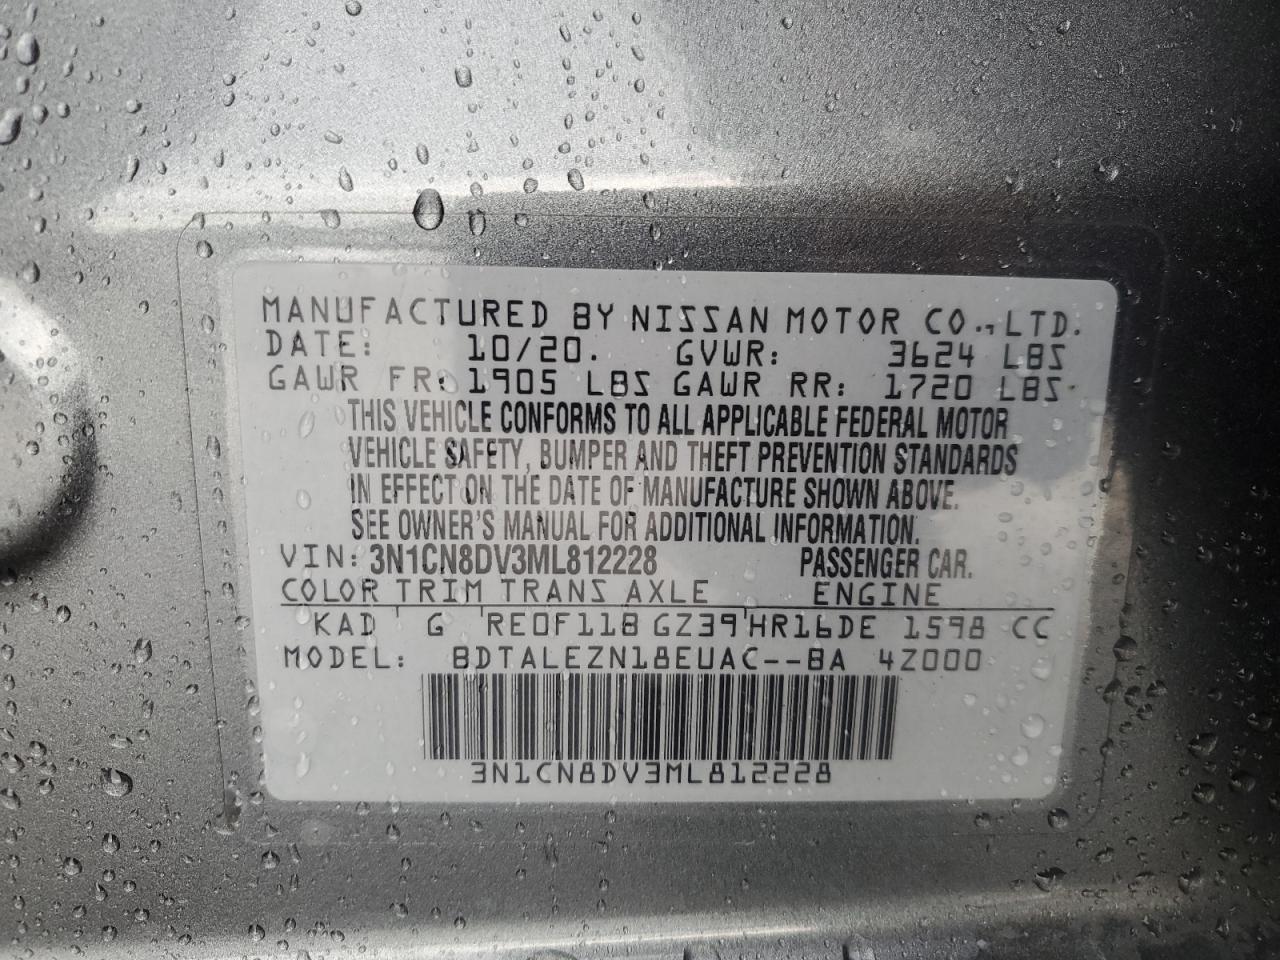 MANUFACTURED BY NISSAN MOTOR CO., LTD.
DATE: 10/20. GVWR: 3624 LBS
GAWR FR: 1905 LBS GAWR RR: 1720 LBS
THIS VEHICLE CONFORMS TO ALL APPLICABLE FEDERAL MOTOR
VEHICLE SAFETY, BUMPER AND THEFT PREVENTION STANDARDS
IN EFFECT ON THE DATE OF MANUFACTURE SHOWN ABOVE.
SEE OWNER'S MANUAL FOR ADDITIONAL INFORMATION.
VIN: 3N1CN8DV3ML812228 PASSENGER CAR.
COLOR TRIM TRANS AXLE ENGINE
KAD G RE0F11B GZ39 HR16DE 1598 CC
MODEL: BDTALEZN18EUAC--BA 4Z000
3N1CN8DV3ML812228